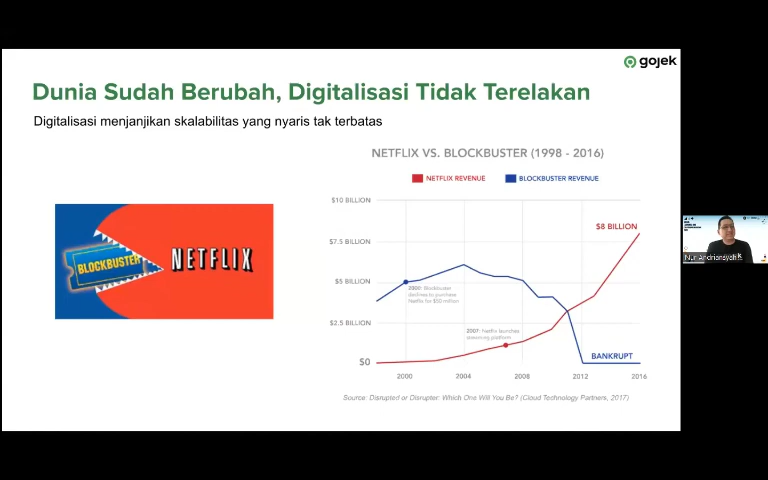 gojek
Dunia Sudah Berubah, Digitalisasi Tidak Terelakan
Digitalisasi menjanjikan skalabilitas yang nyaris tak terbatas
BLOCKBUSTER
NETFLIX
NETFLIX VS. BLOCKBUSTER (1998 - 2016)
NETFLIX REVENUE
BLOCKBUSTER REVENUE
$10 BILLION
$7.5 BILLION
$5 BILLION
$2.5 BILLION
$0
$8 BILLION
2000: Blockbuster
declines to purchase
Netflix for $50 million
2007: Netflix launches
streaming platform
BANKRUPT
2000
2004
2008
2012
2016
Source: Disrupted or Disrupter: Which One Will You Be? (Cloud Technology Partners, 2017)
Nur Andriansyah